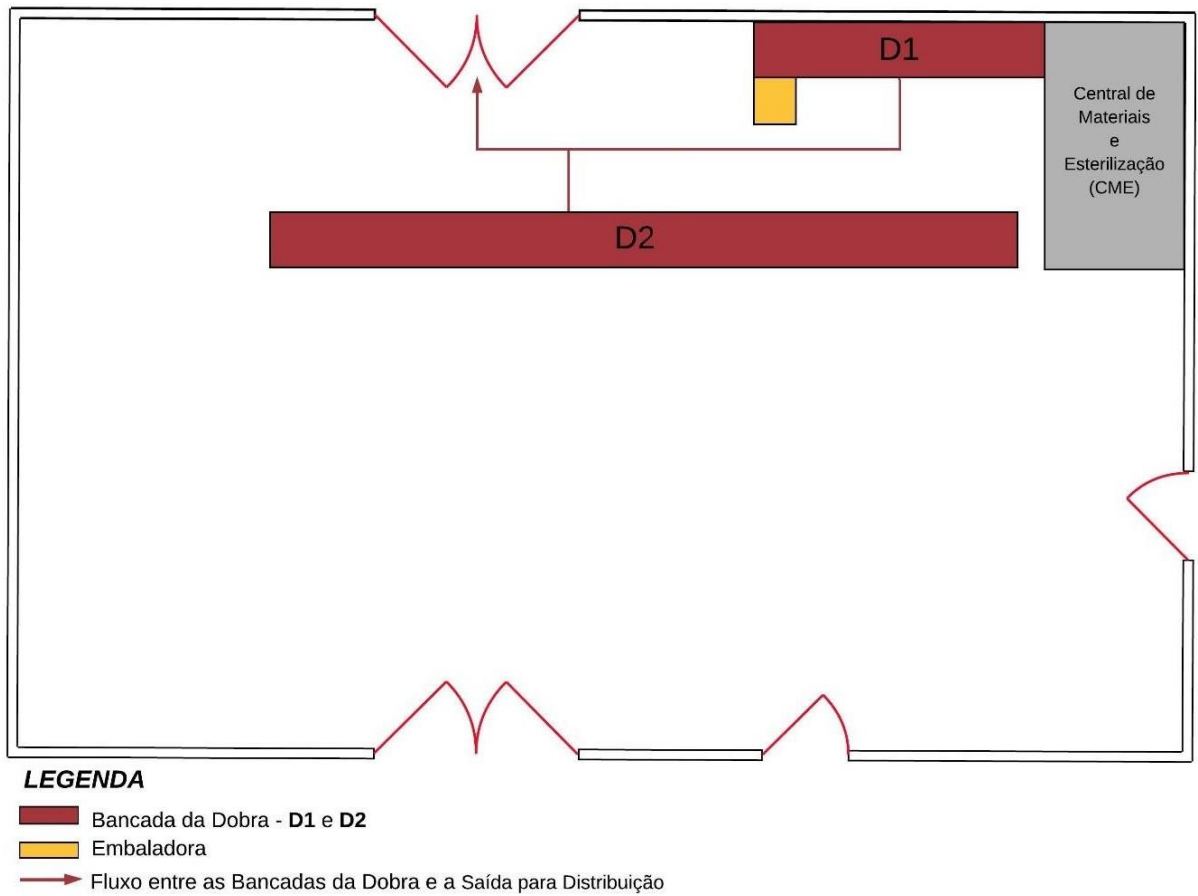 D1
Central de
Materiais
e
Esterilização
(CME)
D2
LEGENDA
Bancada da Dobra - D1 e D2
Embaladora
Fluxo entre as Bancadas da Dobra e a Saída para Distribuição